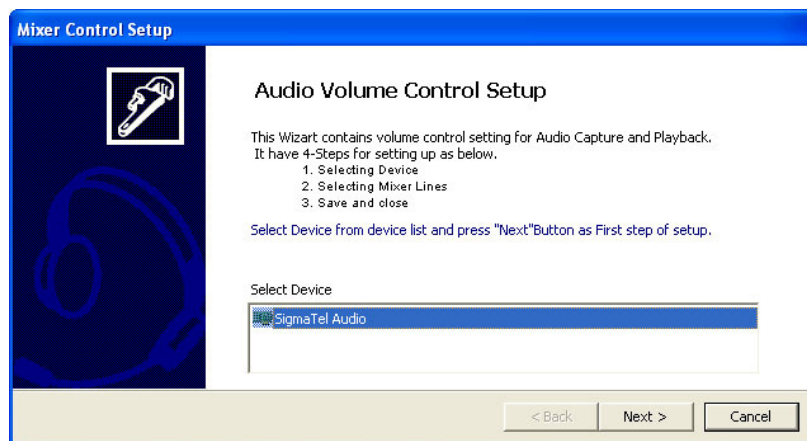 Mixer Control Setup
Audio Volume Control Setup
This Wizart contains volume control setting for Audio Capture and Playback.
It have 4-Steps for setting up as below.
1. Selecting Device
2. Selecting Mixer Lines
3. Save and close
Select Device from device list and press "Next"Button as First step of setup.
Select Device
SigmaTel Audio
< Back
Next >
Cancel